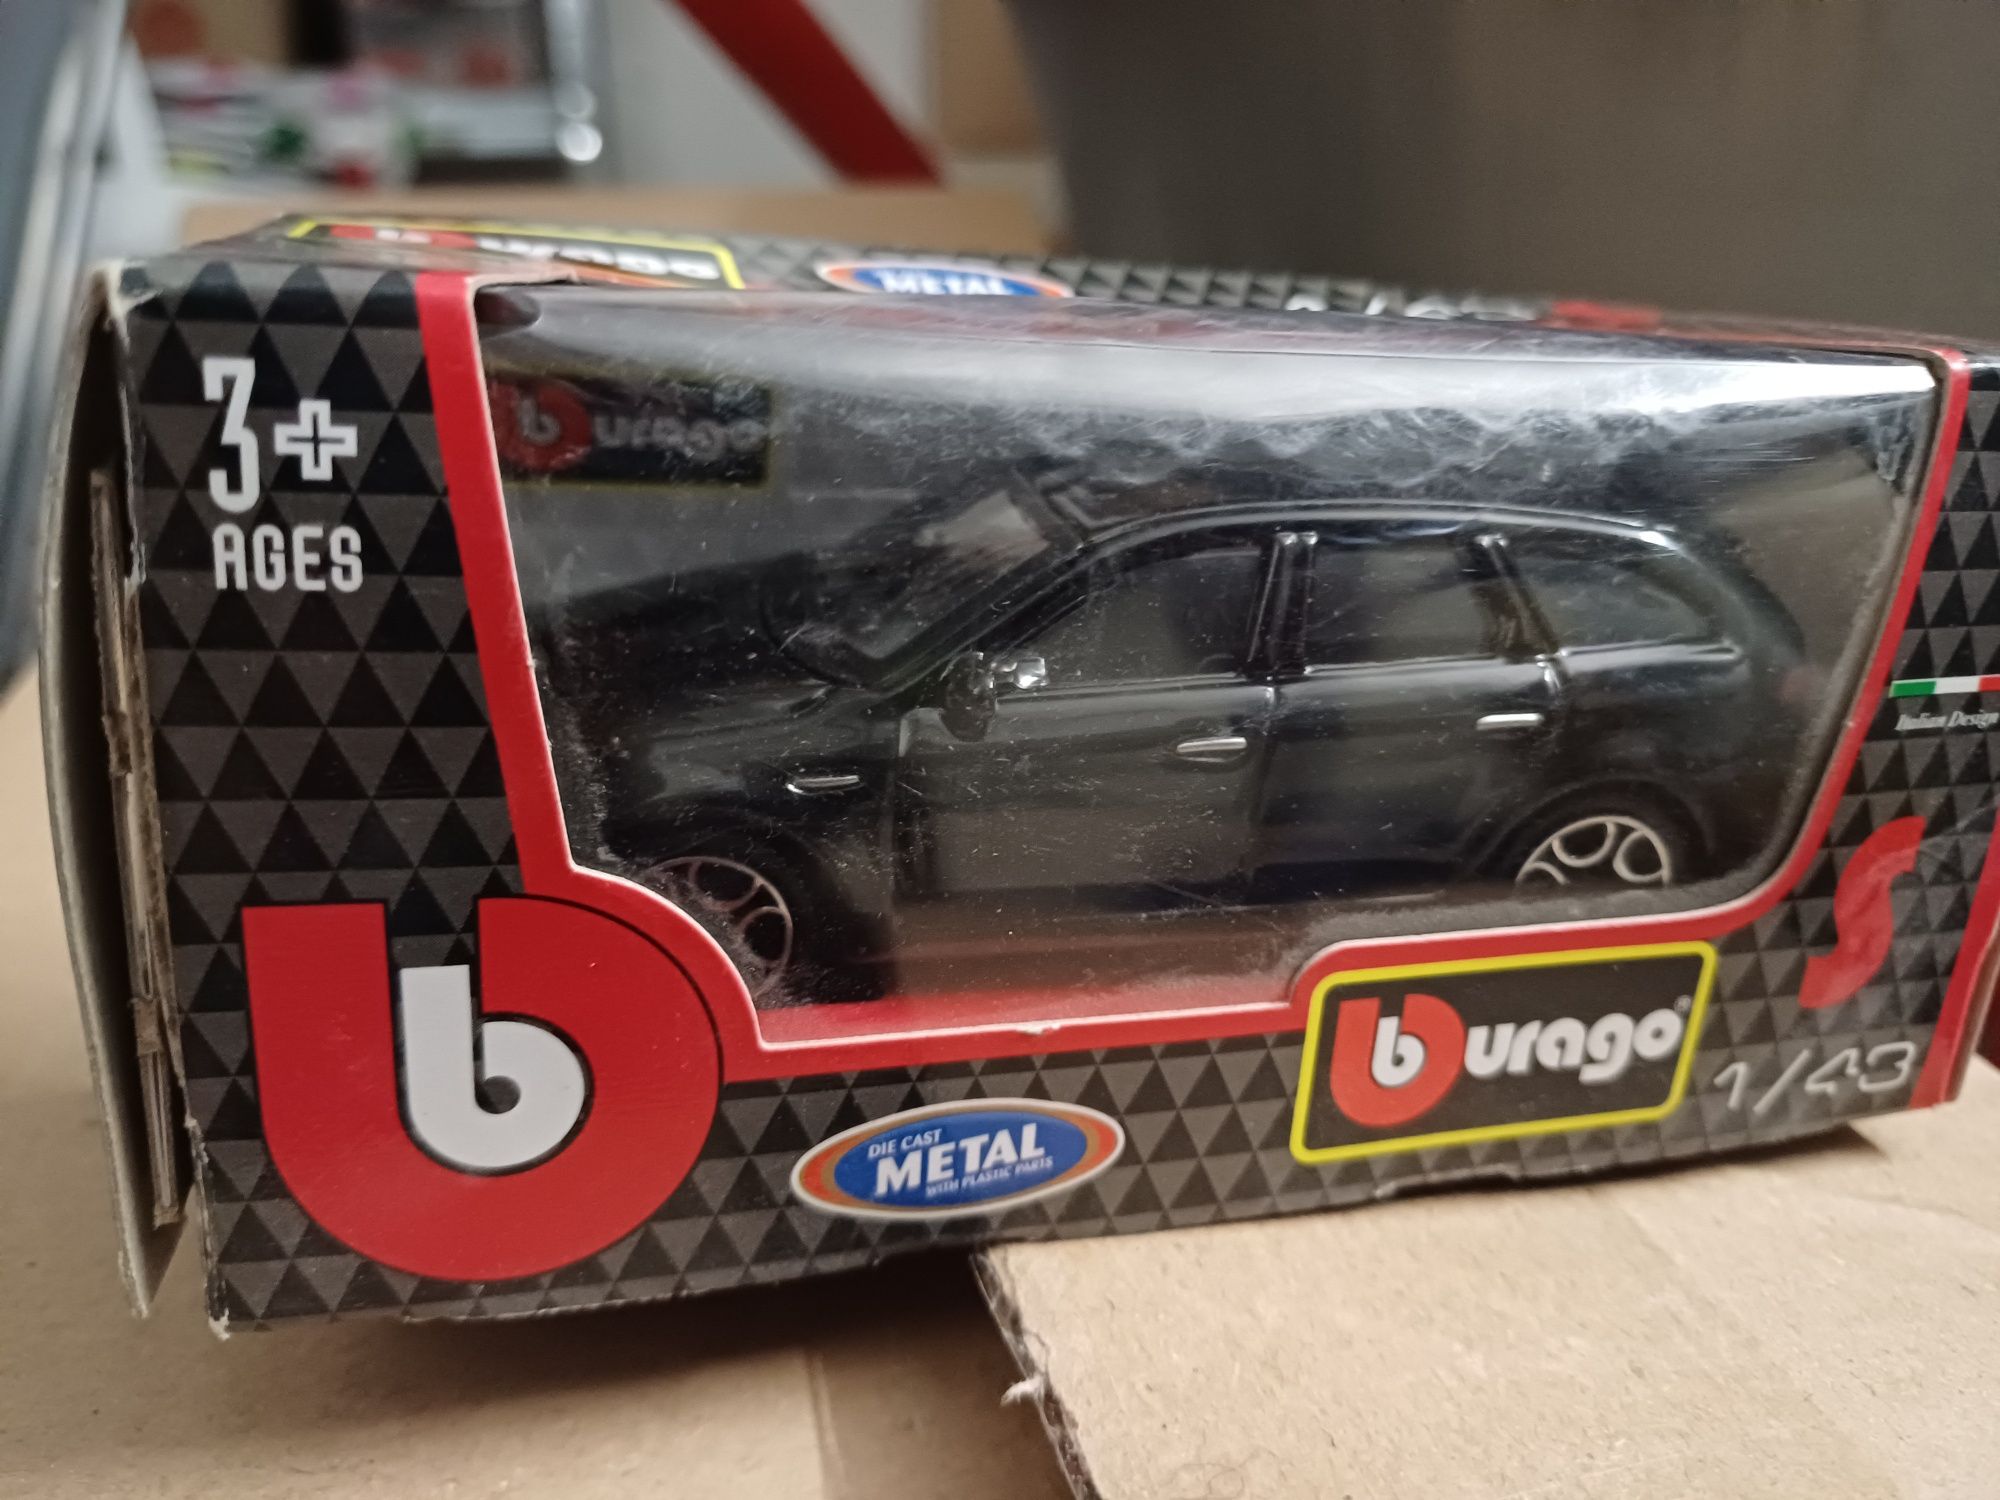 burago
METAL
3+
AGES
burago
Italian Design
b
DIE CAST
METAL
WITH PLASTIC PARTS
burago®
1/43